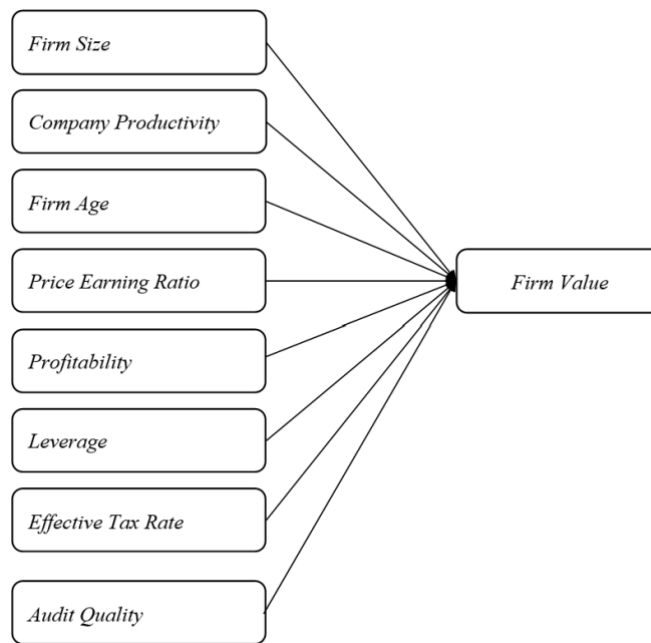 Firm Size
Company Productivity
Firm Age
Price Earning Ratio
Firm Value
Profitability
Leverage
Effective Tax Rate
Audit Quality